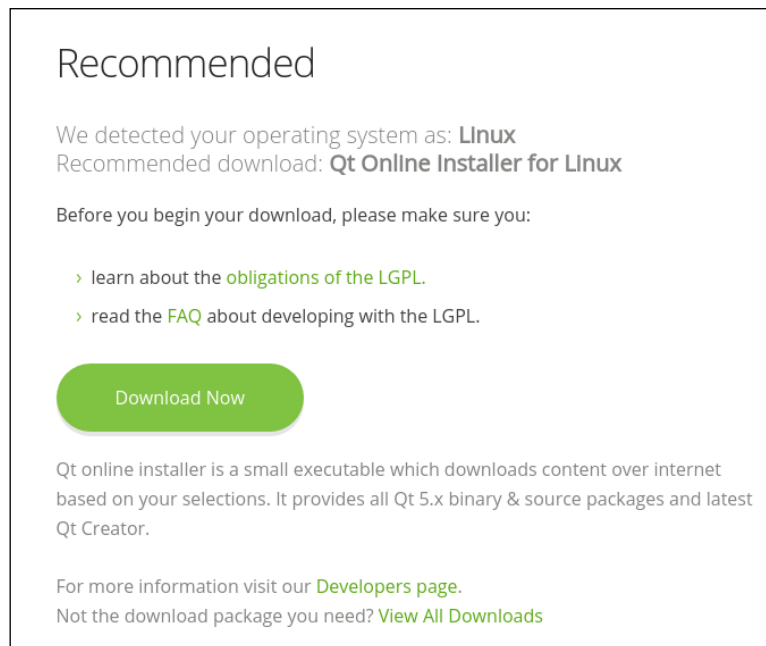 Recommended
We detected your operating system as: Linux
Recommended download: Qt Online Installer for Linux
Before you begin your download, please make sure you:
› learn about the obligations of the LGPL.
› read the FAQ about developing with the LGPL.
Download Now
Qt online installer is a small executable which downloads content over internet
based on your selections. It provides all Qt 5.x binary & source packages and latest
Qt Creator.
For more information visit our Developers page.
Not the download package you need? View All Downloads